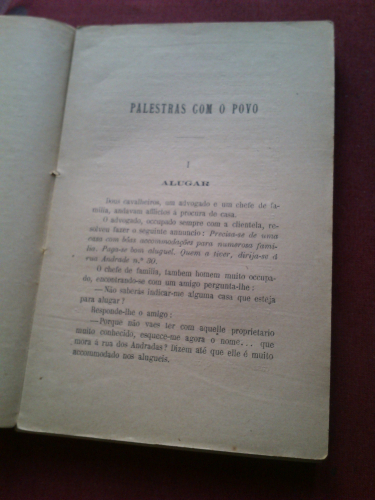 PALESTRAS COM O POVO
I
ALUGAR
Dous cavalheiros, um advogado e um chefe de fa-
milia, andavam afflictos á procura de casa.
O advogado, occupado sempre com a clientela, re-
solveu fazer o seguinte annuncio: Precisa-se de uma
casa com bôas accommodações para numerosa fami-
lia. Paga-se bom aluguel. Quem a tiver, dirija-se á
rua Andrade n.º 30.
O chefe de familia, tambem homem muito occupa-
do, encontrando-se com um amigo pergunta-lhe:
—Não saberás indicar-me alguma casa que esteja
para alugar?
Responde-lhe o amigo:
—Porque não vaes ter com aquelle proprietario
muito conhecido, esquece-me agora o nome... que
mora á rua dos Andradas? Dizem até que elle é muito
accommodado nos alugueis.